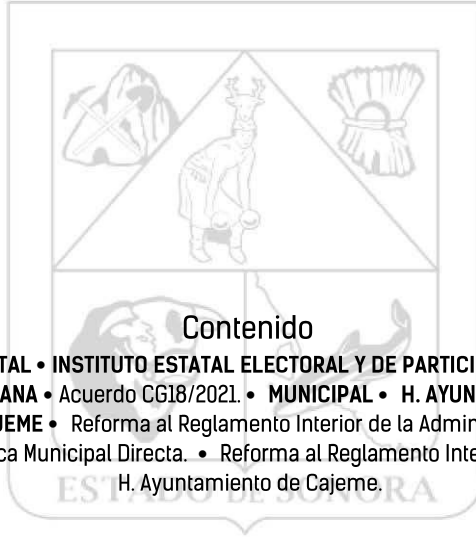 Contenido
TAL • INSTITUTO ESTATAL ELECTORAL Y DE PARTICI
ANA • Acuerdo CG18/2021. • MUNICIPAL • H. AYUN
JEME • Reforma al Reglamento Interior de la Admin
ca Municipal Directa. • Reforma al Reglamento Inte
H. Ayuntamiento de Cajeme.
ESTADO DE SONORA